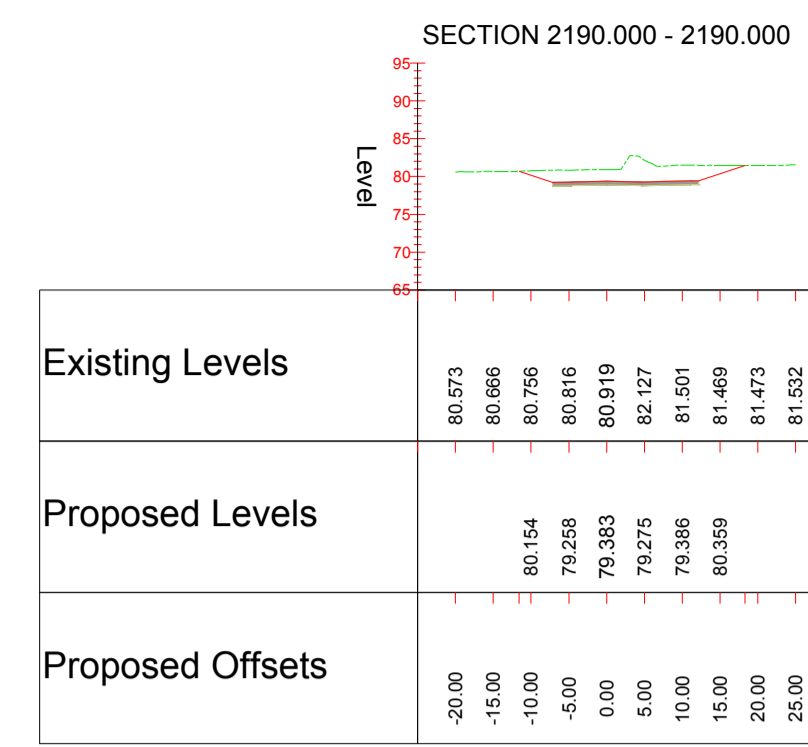 SECTION 2190.000 - 2190.000
95
90
85
80
75
70
65
Level
Existing Levels
80.573 80.666 80.756 80.816 80.919 82.127 81.501 81.469 81.473 81.532
Proposed Levels
80.154 79.258 79.383 79.275 79.386 80.359
Proposed Offsets
-20.00 -15.00 -10.00 -5.00 0.00 5.00 10.00 15.00 20.00 25.00